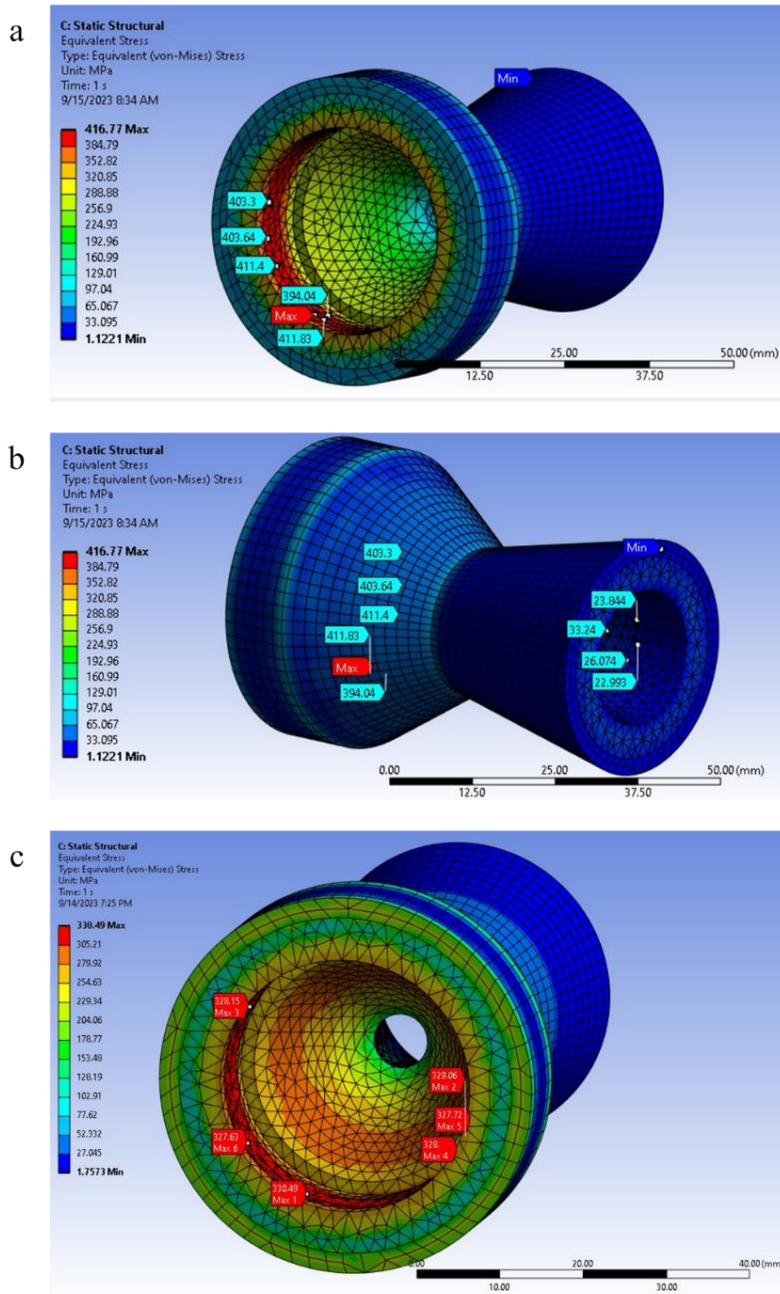 a
C: Static Structural
Equivalent Stress
Type: Equivalent (von-Mises) Stress
Unit: MPa
Time: 1 s
9/15/2023 8:34 AM
416.77 Max
384.79
352.82
320.85
288.88
256.9
224.93
192.96
160.99
129.01
97.04
65.067
33.095
1.1221 Min
Min
403.3
403.64
411.4
394.04
Max
411.83
0.00 25.00 50.00 (mm)
12.50 37.50
b
C: Static Structural
Equivalent Stress
Type: Equivalent (von-Mises) Stress
Unit: MPa
Time: 1 s
9/15/2023 8:34 AM
416.77 Max
384.79
352.82
320.85
288.88
256.9
224.93
192.96
160.99
129.01
97.04
65.067
33.095
1.1221 Min
403.3
403.64
411.4
411.83
Max
394.04
Min
23.844
33.24
26.074
22.993
0.00 25.00 50.00 (mm)
12.50 37.50
c
C: Static Structural
Equivalent Stress
Type: Equivalent (von-Mises) Stress
Unit: MPa
Time: 1 s
9/14/2023 7:25 PM
330.49 Max
305.21
279.92
254.63
229.34
204.06
178.77
153.48
128.19
102.91
77.62
52.332
27.045
1.7573 Min
328.15
Max 3
329.06
Max 2
327.72
Max 5
328.
Max 4
327.63
Max 6
330.49
Max 1
0.00 20.00 40.00 (mm)
10.00 30.00